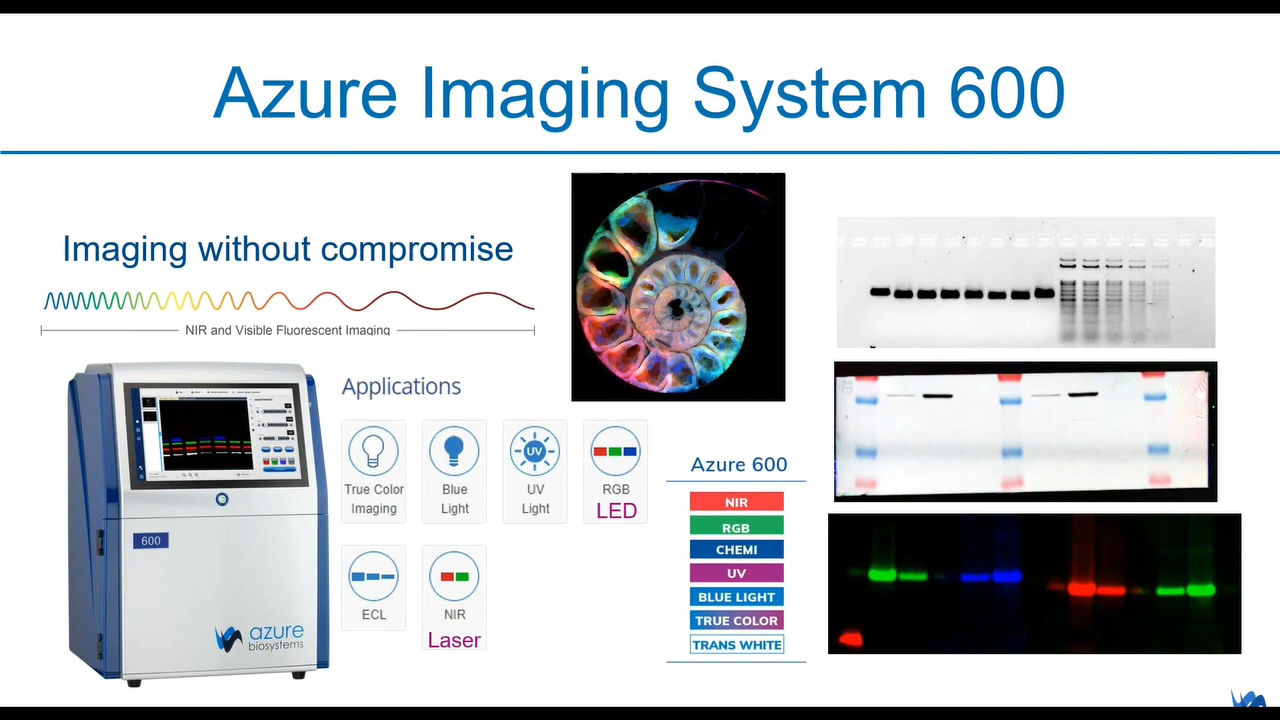 Azure Imaging System 600
Imaging without compromise
NIR and Visible Fluorescent Imaging
600
azure
biosystems
Applications
True Color
Imaging
Blue
Light
UV
UV
Light
RGB
LED
ECL
NIR
Laser
Azure 600
NIR
RGB
CHEMI
UV
BLUE LIGHT
TRUE COLOR
TRANS WHITE